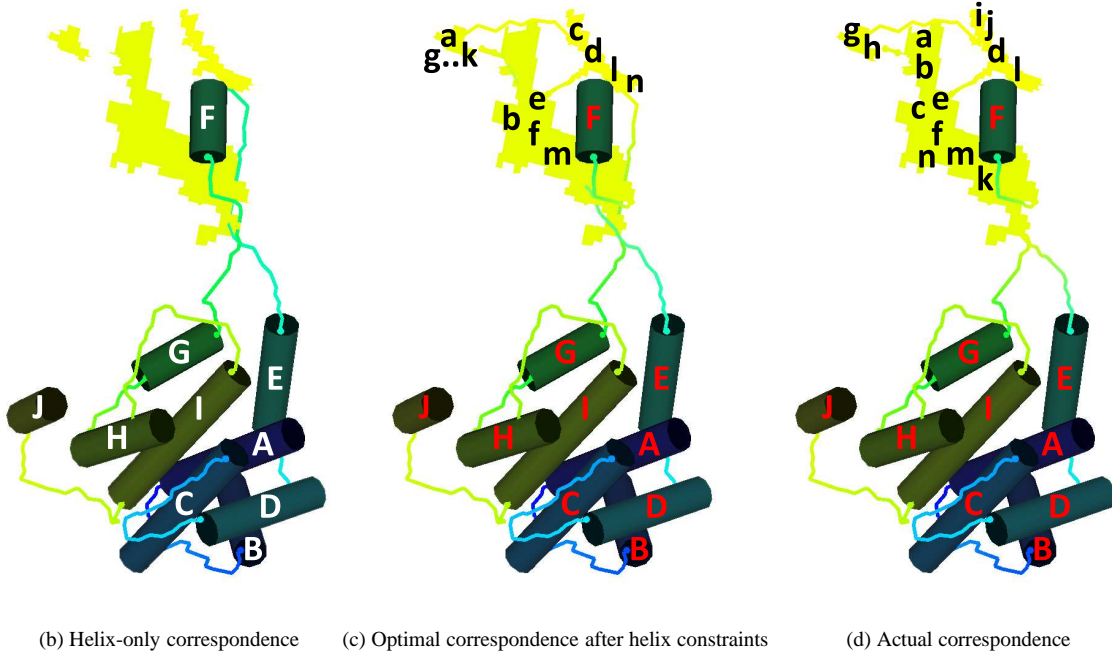 F
G
E
J
I
H
A
C
D
B
a
c
g..k
d
l
n
e
b
F
f
m
G
E
J
I
H
A
C
D
B
i
g
j
h
a
d
b
l
e
c
F
f
n
m
k
G
E
J
I
H
A
C
D
B
(b) Helix-only correspondence
(c) Optimal correspondence after helix constraints
(d) Actual correspondence